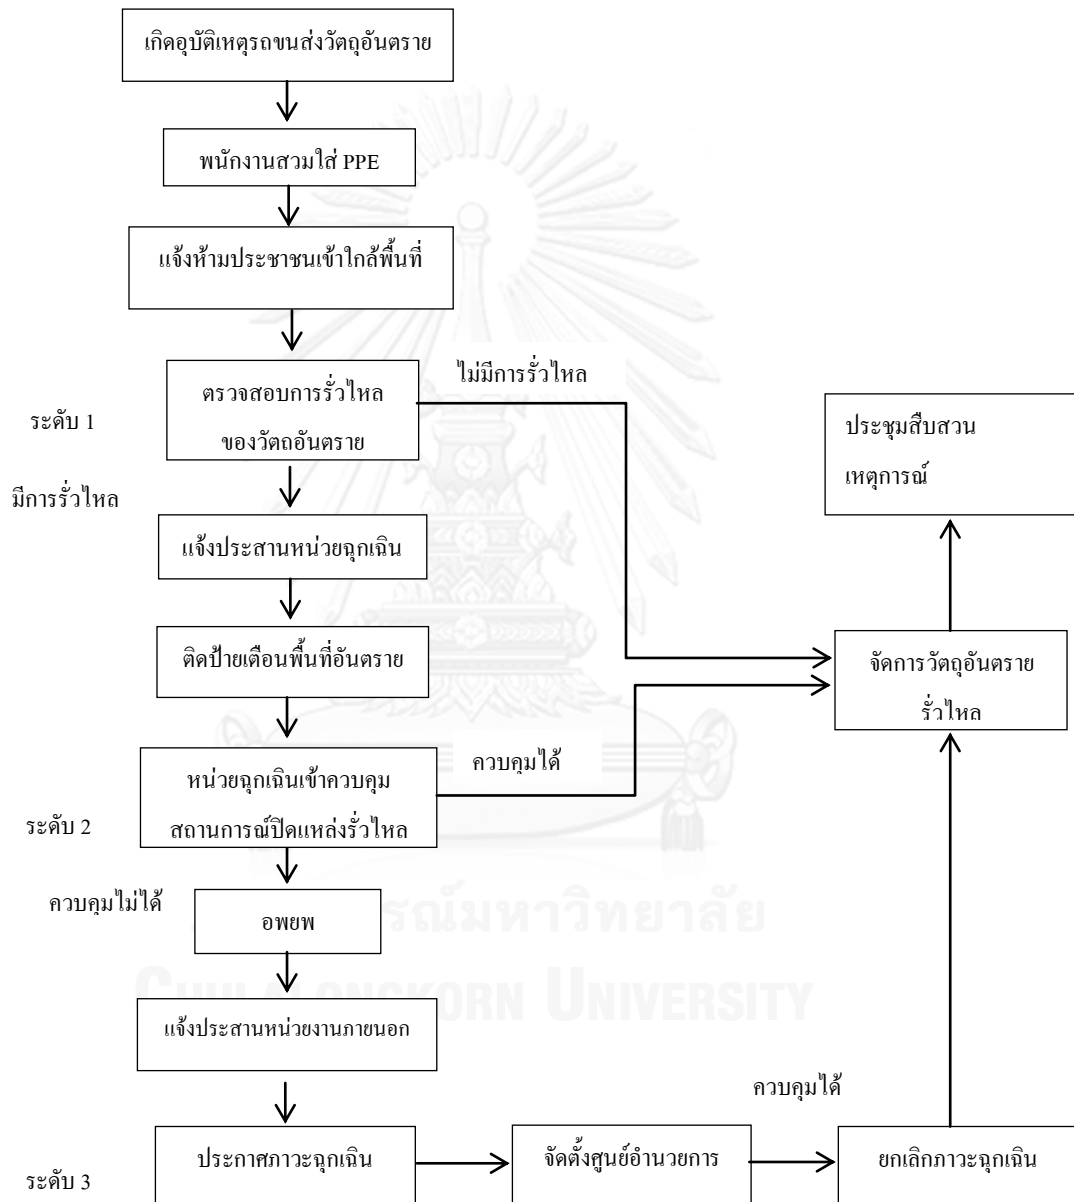 เกิดอุบัติเหตุรถขนส่งวัตถุอันตราย
พนักงานสวมใส่ PPE
แจ้งห้ามประชาชนเข้าใกล้พื้นที่
ตรวจสอบการรั่วไหล
ของวัตถอันตราย
ไม่มีการรั่วไหล
ระดับ 1
มีการรั่วไหล
ประชุมสืบสวน
เหตุการณ์
แจ้งประสานหน่วยฉุกเฉิน
ติดป้ายเตือนพื้นที่อันตราย
จัดการวัตถุอันตราย
รั่วไหล
หน่วยฉุกเฉินเข้าควบคุม
สถานการณ์ปิดแหล่งรั่วไหล
ควบคุมได้
ระดับ 2
ควบคุมไม่ได้
อพยพ
รณ์มหาวิทยาลัย
CHULALONGKORN UNIVERSITY
แจ้งประสานหน่วยงานภายนอก
ควบคุมได้
ประกาศภาวะฉุกเฉิน
จัดตั้งศูนย์อำนวยการ
ยกเลิกภาวะฉุกเฉิน
ระดับ 3